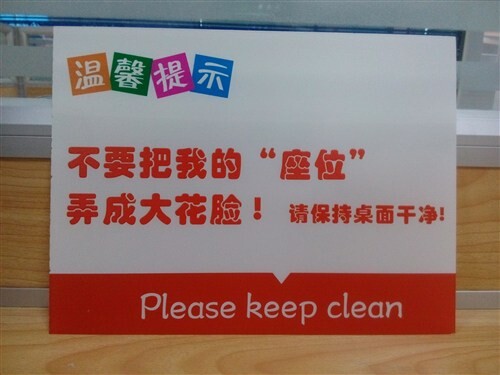 温馨提示
不要把我的“座位”
弄成大花脸！ 请保持桌面干净!
Please keep clean